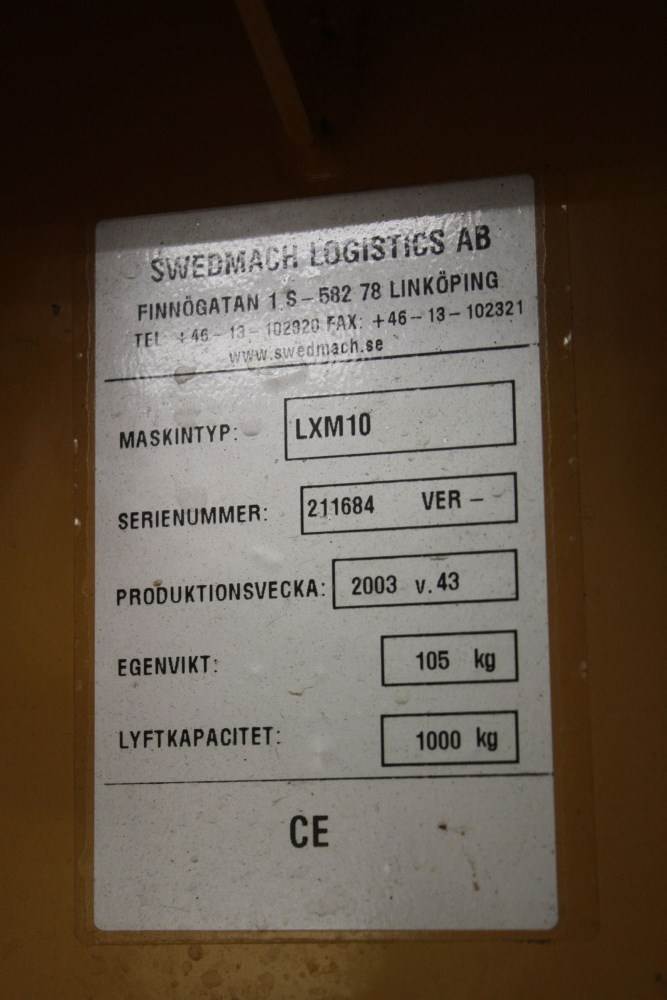 SWEDMACH LOGISTICS AB
FINNÖGATAN 1 S-582 78 LINKÖPING
TEL +46-13-102320 FAX: +46-13-102321
www.swedmach.se
MASKINTYP: LXM10
SERIENUMMER: 211684 VER -
PRODUKTIONSVECKA: 2003 v. 43
EGENVIKT: 105 kg
LYFTKAPACITET: 1000 kg
CE